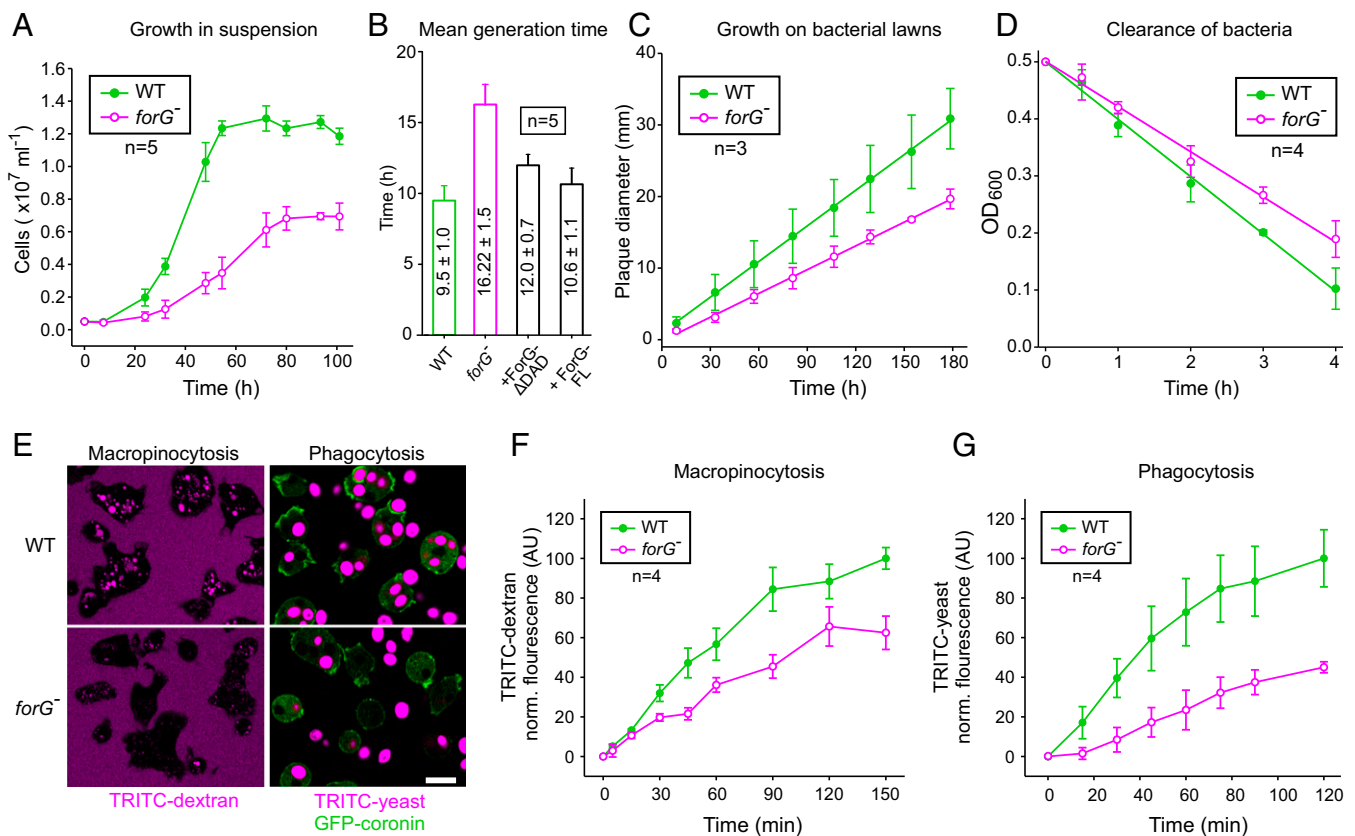 A Growth in suspension
WT
forG⁻
n=5
Cells ( x10⁷ ml⁻¹)
1.6
1.4
1.2
1.0
0.8
0.6
0.4
0.2
0.0
0 20 40 60 80 100
Time (h)
B Mean generation time
n=5
Time (h)
20
15
10
5
0
9.5 ± 1.0
16.22 ± 1.5
12.0 ± 0.7
10.6 ± 1.1
WT
forG⁻
+ForG-
ΔDAD
+ ForG-
FL
C Growth on bacterial lawns
WT
forG⁻
n=3
Plaque diameter (mm)
40
30
20
10
0
0 30 60 90 120 150 180
Time (h)
D Clearance of bacteria
WT
forG⁻
n=4
OD₆₀₀
0.5
0.4
0.3
0.2
0.1
0.0
0 1 2 3 4
Time (h)
E
Macropinocytosis Phagocytosis
WT
forG⁻
TRITC-dextran
TRITC-yeast
GFP-coronin
F
Macropinocytosis
WT
forG⁻
n=4
TRITC-dextran
norm. flourescence (AU)
120
100
80
60
40
20
0
0 30 60 90 120 150
Time (min)
G
Phagocytosis
WT
forG⁻
n=4
TRITC-yeast
norm. flourescence (AU)
120
100
80
60
40
20
0
0 20 40 60 80 100 120
Time (min)